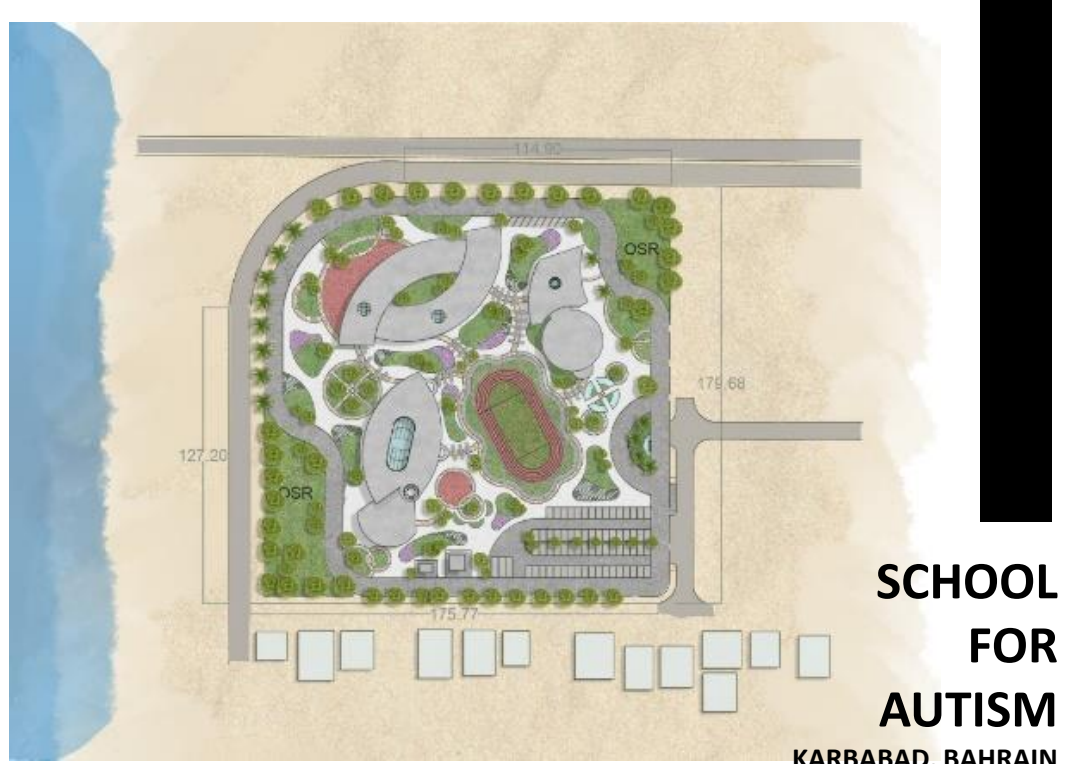 114.90
OSR
179.68
127.20
OSR
175.77
SCHOOL
FOR
AUTISM
KARBABAD, BAHRAIN